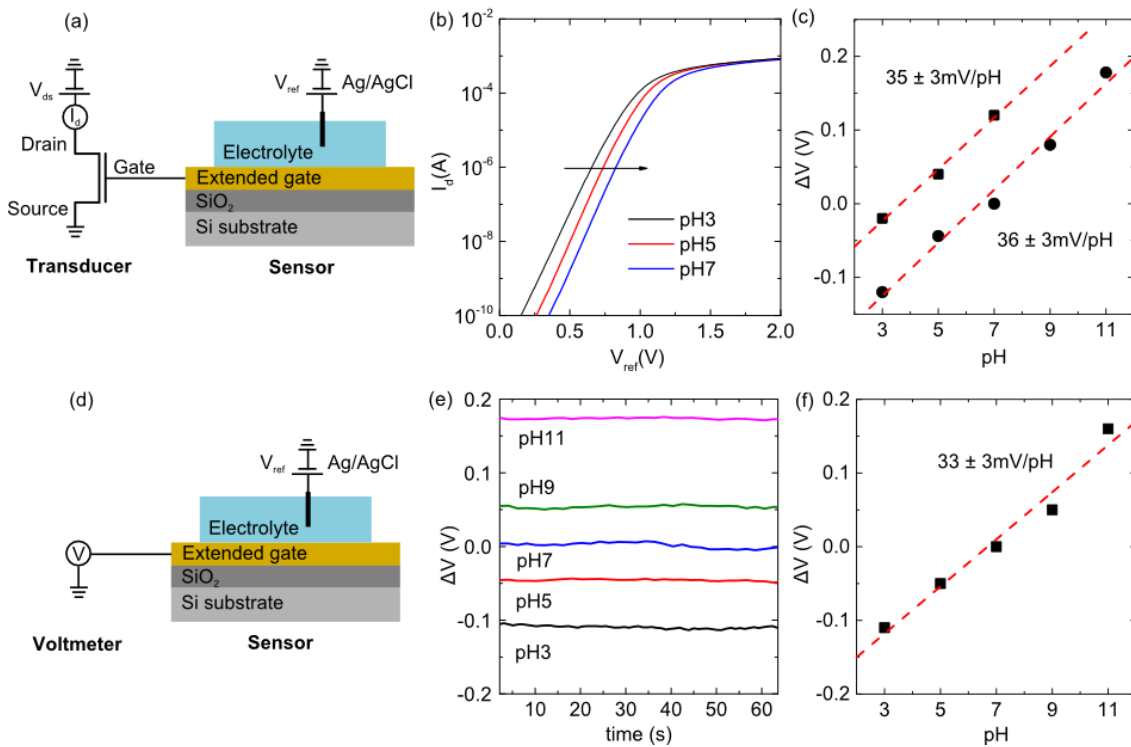 (a)
V_ds
I_d
Drain
Gate
Source
Transducer
V_ref
Ag/AgCl
Electrolyte
Extended gate
SiO₂
Si substrate
Sensor
(b)
10⁻²
10⁻⁴
10⁻⁶
10⁻⁸
10⁻¹⁰
I_d(A)
pH3
pH5
pH7
0.0 0.5 1.0 1.5 2.0
V_ref(V)
(c)
0.2
0.1
0.0
-0.1
ΔV (V)
35 ± 3mV/pH
36 ± 3mV/pH
3 5 7 9 11
pH
(d)
V
Voltmeter
V_ref
Ag/AgCl
Electrolyte
Extended gate
SiO₂
Si substrate
Sensor
(e)
0.2
0.1
0.0
-0.1
-0.2
ΔV (V)
pH11
pH9
pH7
pH5
pH3
10 20 30 40 50 60
time (s)
(f)
0.2
0.1
0.0
-0.1
-0.2
ΔV (V)
33 ± 3mV/pH
3 5 7 9 11
pH